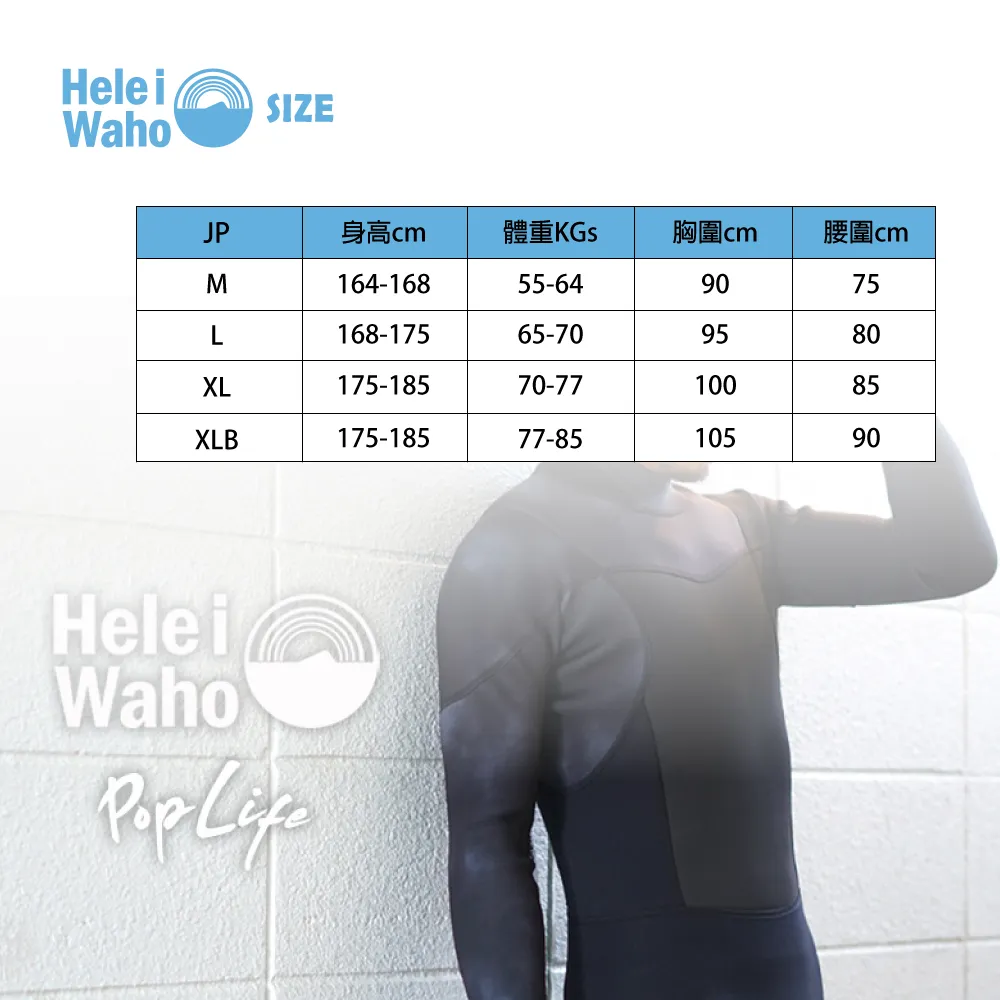 Helei
Waho
SIZE
JP 身高cm 體重KGs 胸圍cm 腰圍cm
M 164-168 55-64 90 75
L 168-175 65-70 95 80
XL 175-185 70-77 100 85
XLB 175-185 77-85 105 90
Helei
Waho
Pop Life